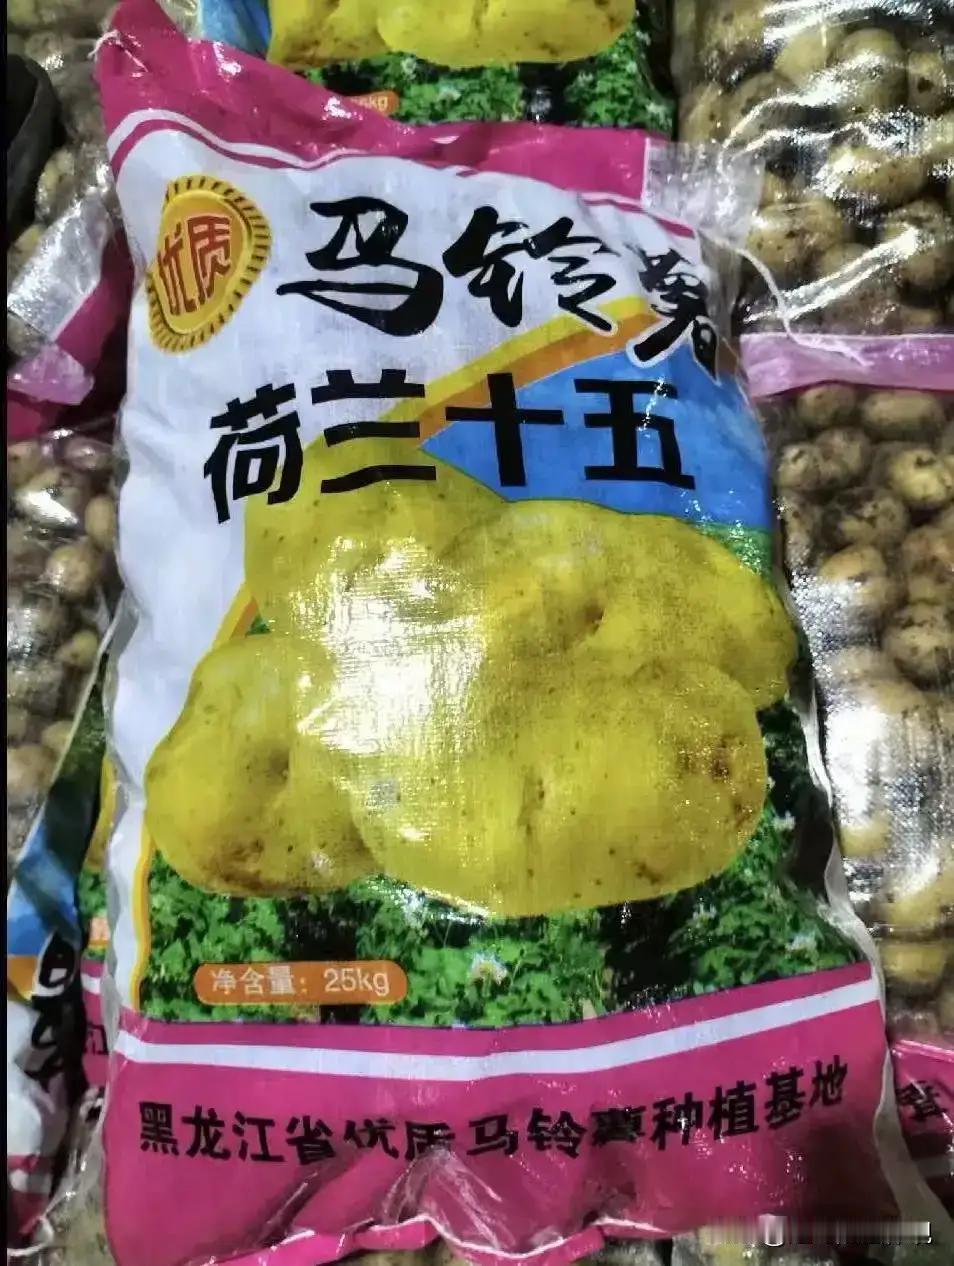 优质
马铃薯
荷兰十五
净含量：25kg
黑龙江省优质马铃薯种植基地